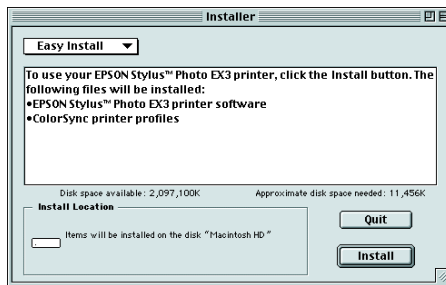 Installer
Easy Install
To use your EPSON Stylus™ Photo EX3 printer, click the Install button. The
following files will be installed:
•EPSON Stylus™ Photo EX3 printer software
•ColorSync printer profiles
Disk space available: 2,097,100K Approximate disk space needed: 11,456K
Install Location
Items will be installed on the disk "Macintosh HD"
Quit
Install